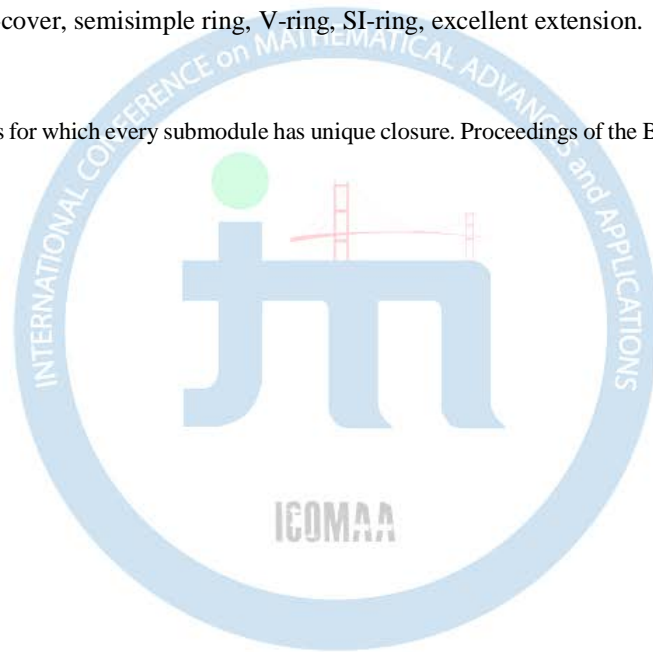 cover, semisimple ring, V-ring, SI-ring, excellent extension.
s for which every submodule has unique closure. Proceedings of the B
INTERNATIONAL CONFERENCE on MATHEMATICAL ADVANCES and APPLICATIONS
ICOMAA